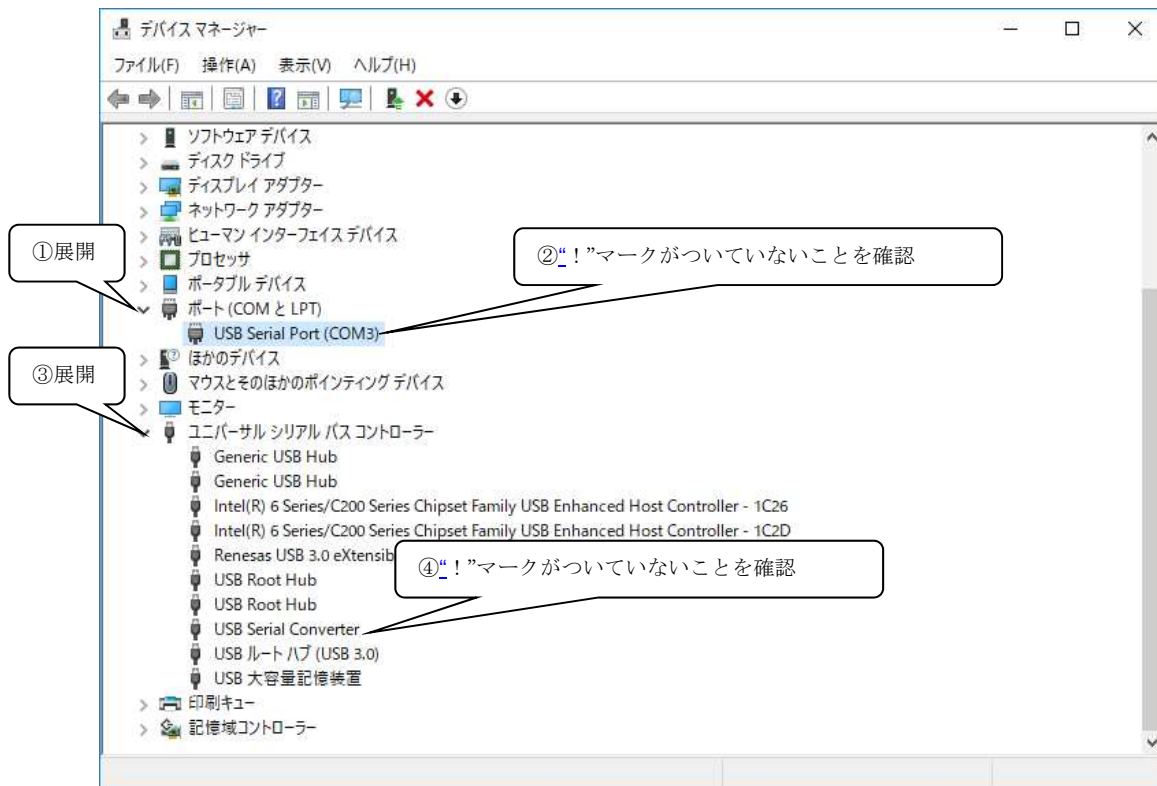 デバイス マネージャー
ファイル(F) 操作(A) 表示(V) ヘルプ(H)
ソフトウェア デバイス
ディスク ドライブ
ディスプレイ アダプター
ネットワーク アダプター
ヒューマン インターフェイス デバイス
①展開
②“！”マークがついていないことを確認
プロセッサ
ポータブル デバイス
ポート (COM と LPT)
USB Serial Port (COM3)
ほかのデバイス
③展開
マウスとそのほかのポインティング デバイス
モニター
ユニバーサル シリアル バス コントローラー
Generic USB Hub
Generic USB Hub
Intel(R) 6 Series/C200 Series Chipset Family USB Enhanced Host Controller - 1C26
Intel(R) 6 Series/C200 Series Chipset Family USB Enhanced Host Controller - 1C2D
Renesas USB 3.0 eXtensib
④“！”マークがついていないことを確認
USB Root Hub
USB Root Hub
USB Serial Converter
USB ルート ハブ (USB 3.0)
USB 大容量記憶装置
印刷キュー
記憶域コントローラー